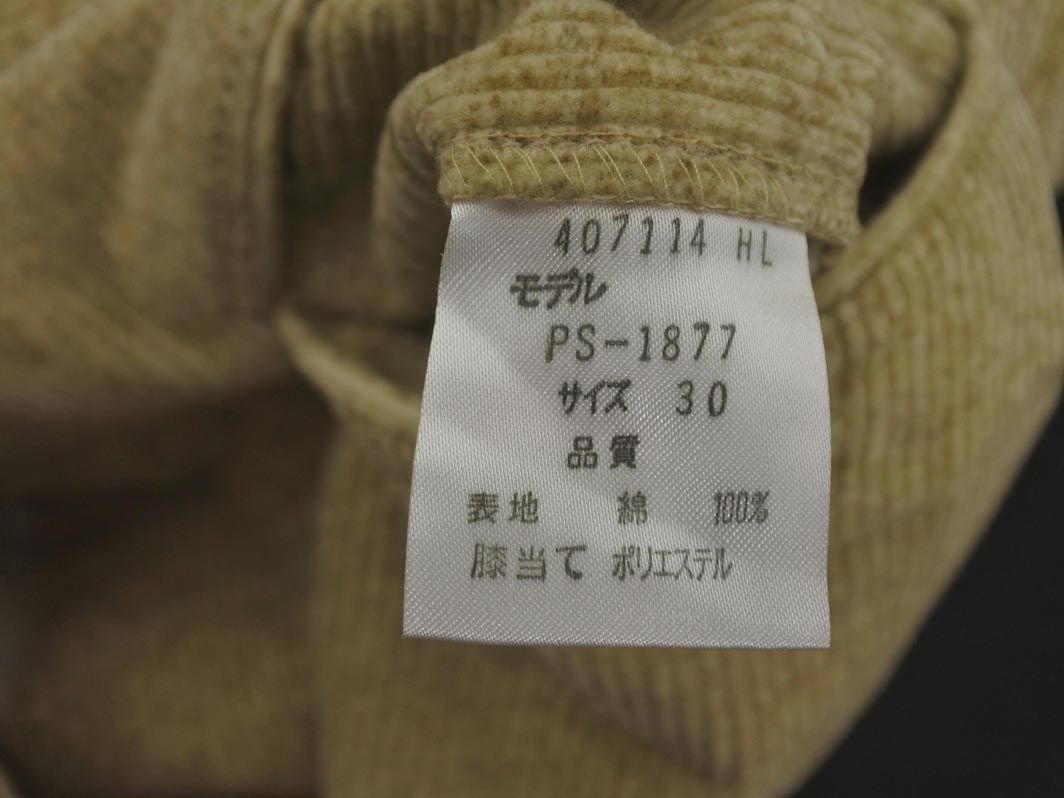 407114 HL
モデル
PS-1877
サイズ 30
品質
表地 綿 100%
膝当て ポリエステル